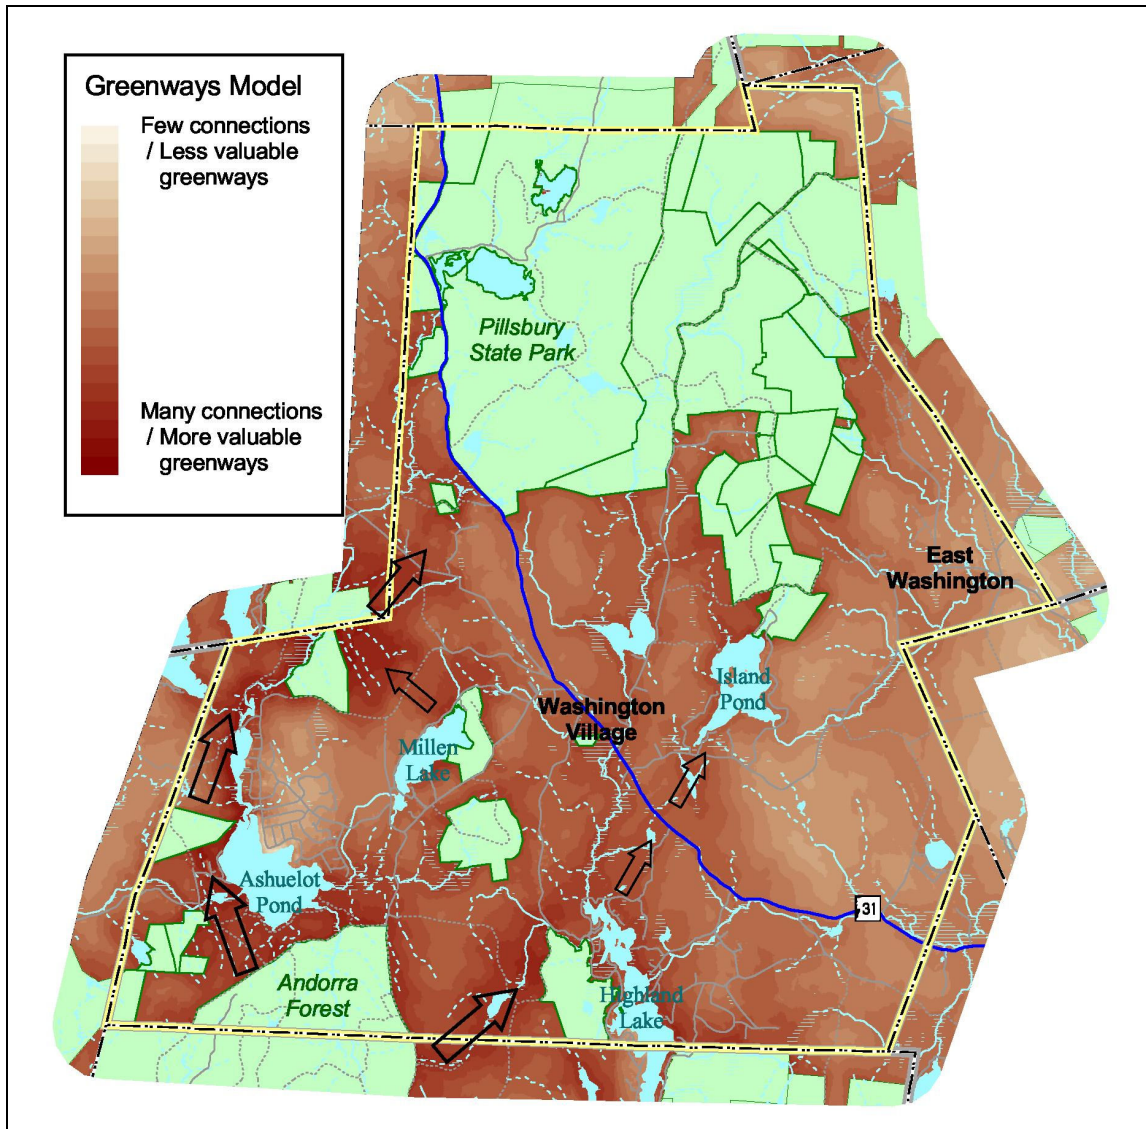 Greenways Model
Few connections
/ Less valuable
greenways
Many connections
/ More valuable
greenways
Pillsbury
State Park
East
Washington
Island
Pond
Washington
Village
Millen
Lake
Ashuelot
Pond
31
Andorra
Forest
Highland
Lake